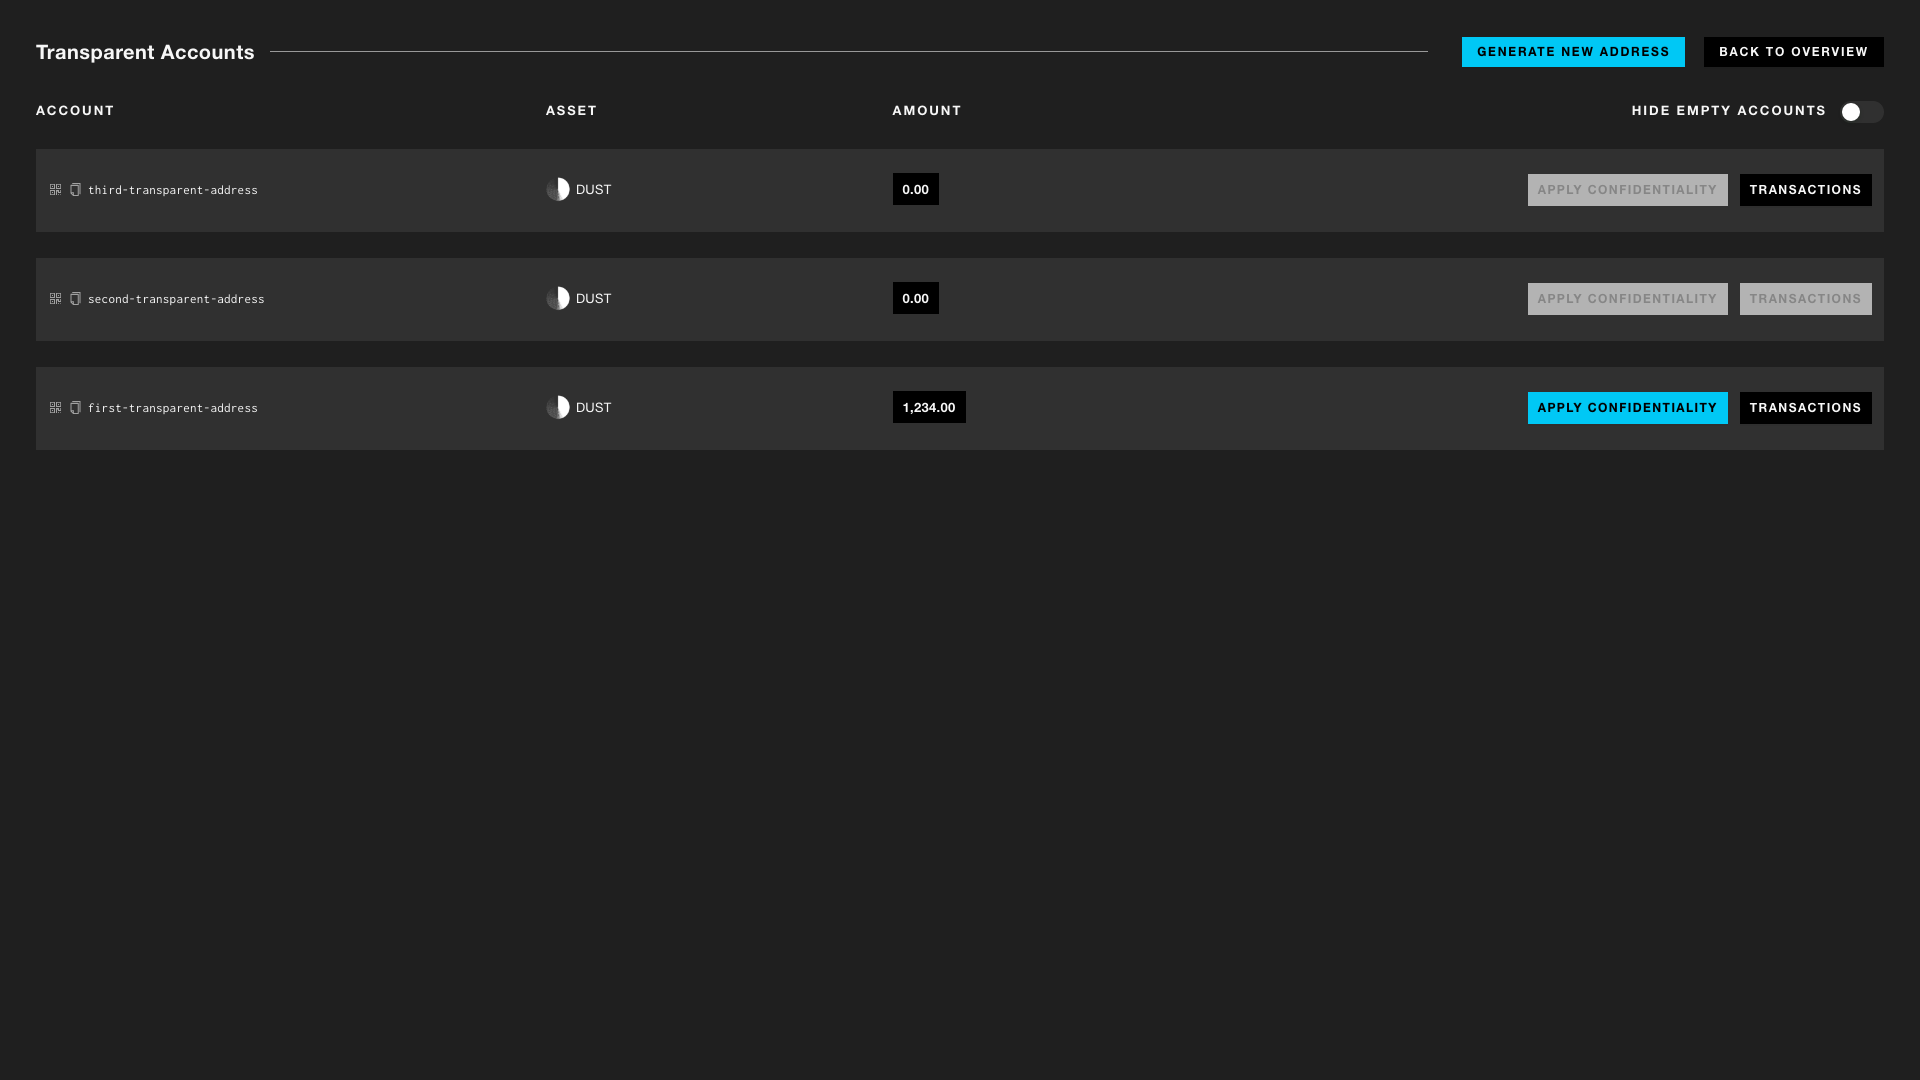 Transparent Accounts GENERATE NEW ADDRESS BACK TO OVERVIEW
ACCOUNT ASSET AMOUNT HIDE EMPTY ACCOUNTS
third-transparent-address DUST 0.00 APPLY CONFIDENTIALITY TRANSACTIONS
second-transparent-address DUST 0.00 APPLY CONFIDENTIALITY TRANSACTIONS
first-transparent-address DUST 1,234.00 APPLY CONFIDENTIALITY TRANSACTIONS